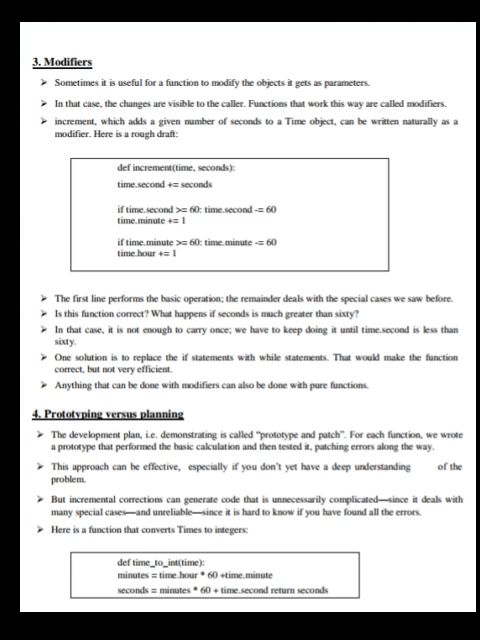 3. Modifiers
➢ Sometimes it is useful for a function to modify the objects it gets as parameters.
➢ In that case, the changes are visible to the caller. Functions that work this way are called modifiers.
➢ increment, which adds a given number of seconds to a Time object, can be written naturally as a
modifier. Here is a rough draft:
def increment(time, seconds):
time.second += seconds
if time.second >= 60: time.second -= 60
time.minute += 1
if time.minute >= 60: time.minute -= 60
time.hour += 1
➢ The first line performs the basic operation; the remainder deals with the special cases we saw before.
➢ Is this function correct? What happens if seconds is much greater than sixty?
➢ In that case, it is not enough to carry once; we have to keep doing it until time.second is less than
sixty.
➢ One solution is to replace the if statements with while statements. That would make the function
correct, but not very efficient.
➢ Anything that can be done with modifiers can also be done with pure functions.
4. Prototyping versus planning
➢ The development plan, i.e. demonstrating is called “prototype and patch”. For each function, we wrote
a prototype that performed the basic calculation and then tested it, patching errors along the way.
➢ This approach can be effective, especially if you don’t yet have a deep understanding of the
problem.
➢ But incremental corrections can generate code that is unnecessarily complicated—since it deals with
many special cases—and unreliable—since it is hard to know if you have found all the errors.
➢ Here is a function that converts Times to integers:
def time_to_int(time):
minutes = time.hour * 60 +time.minute
seconds = minutes * 60 + time.second return seconds